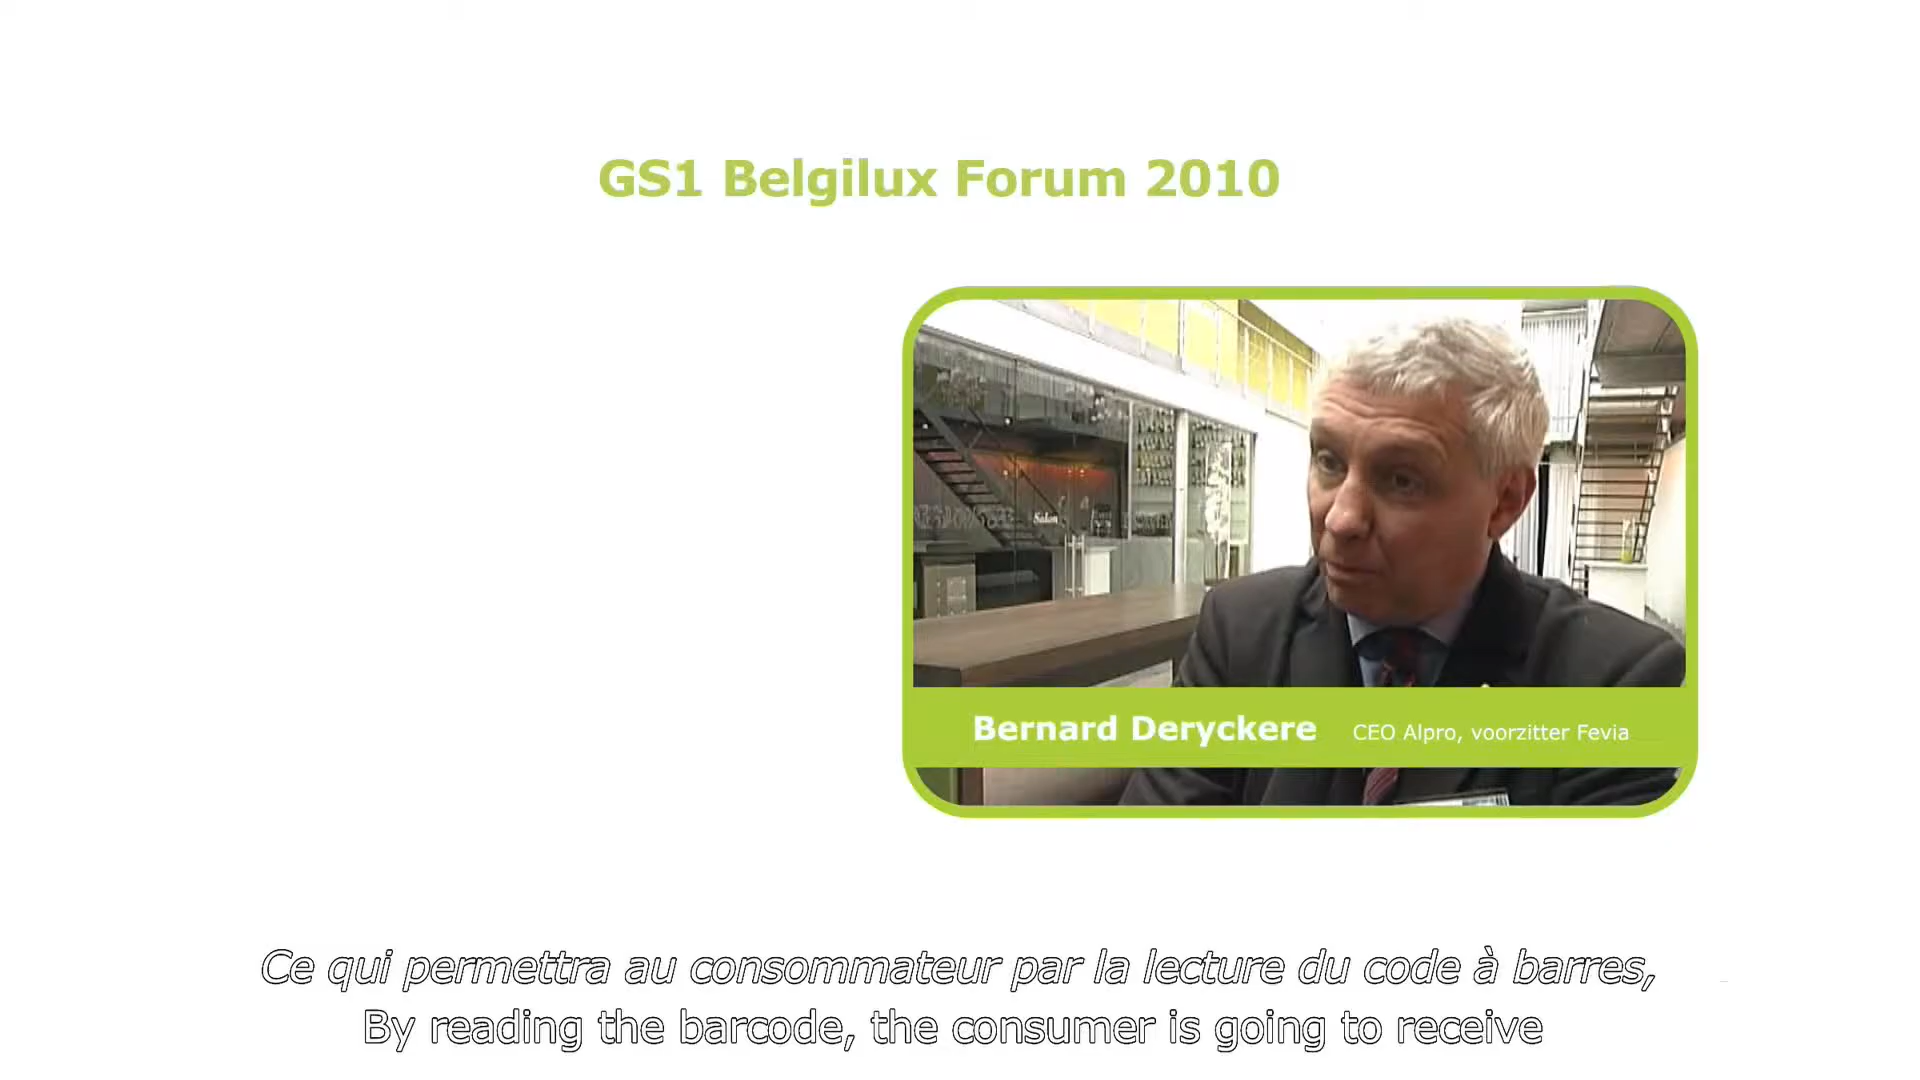 GS1 Belgilux Forum 2010
Salon
Bernard Deryckere CEO Alpro, voorzitter Fevia
Ce qui permettra au consommateur par la lecture du code à barres,
By reading the barcode, the consumer is going to receive